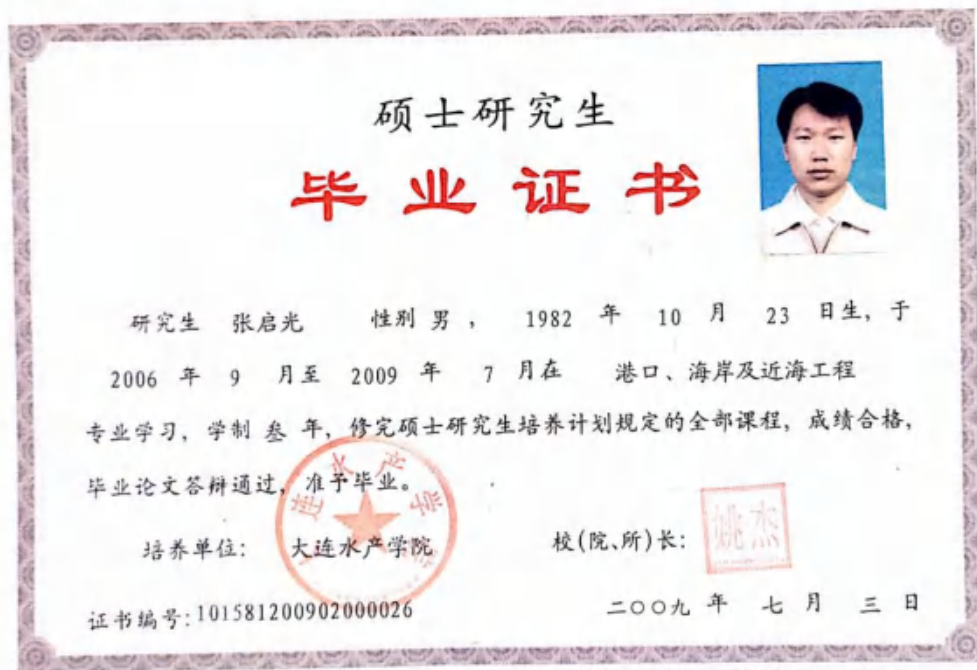 硕士研究生
毕业证书
研究生 张启光 性别 男 , 1982 年 10 月 23 日生, 于
2006 年 9 月至 2009 年 7 月在 港口、海岸及近海工程
专业学习, 学制 叁 年, 修完硕士研究生培养计划规定的全部课程, 成绩合格,
毕业论文答辩通过, 准予毕业。
培养单位: 大连水产学院
校(院、所)长: 姚杰
证书编号:101581200902000026
二〇〇九 年 七 月 三 日
大连水产学院